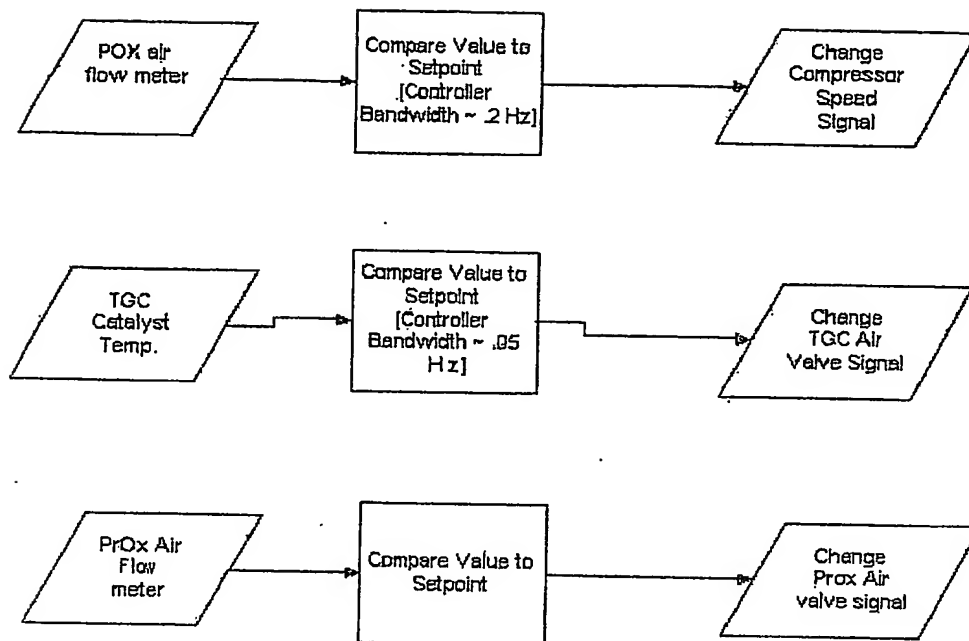 POX air
flow meter
Compare Value to
Setpoint
[Controller
Bandwidth ~ .2 Hz]
Change
Compressor
Speed
Signal
TGC
Catalyst
Temp.
Compare Value to
Setpoint
[Controller
Bandwidth ~ .05
Hz]
Change
TGC Air
Valve Signal
PrOx Air
Flow
meter
Compare Value to
Setpoint
Change
Prox Air
valve signal